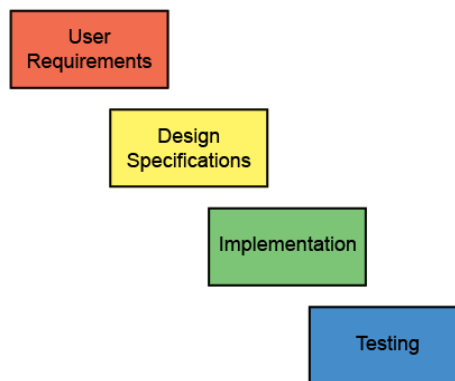 User
Requirements
Design
Specifications
Implementation
Testing